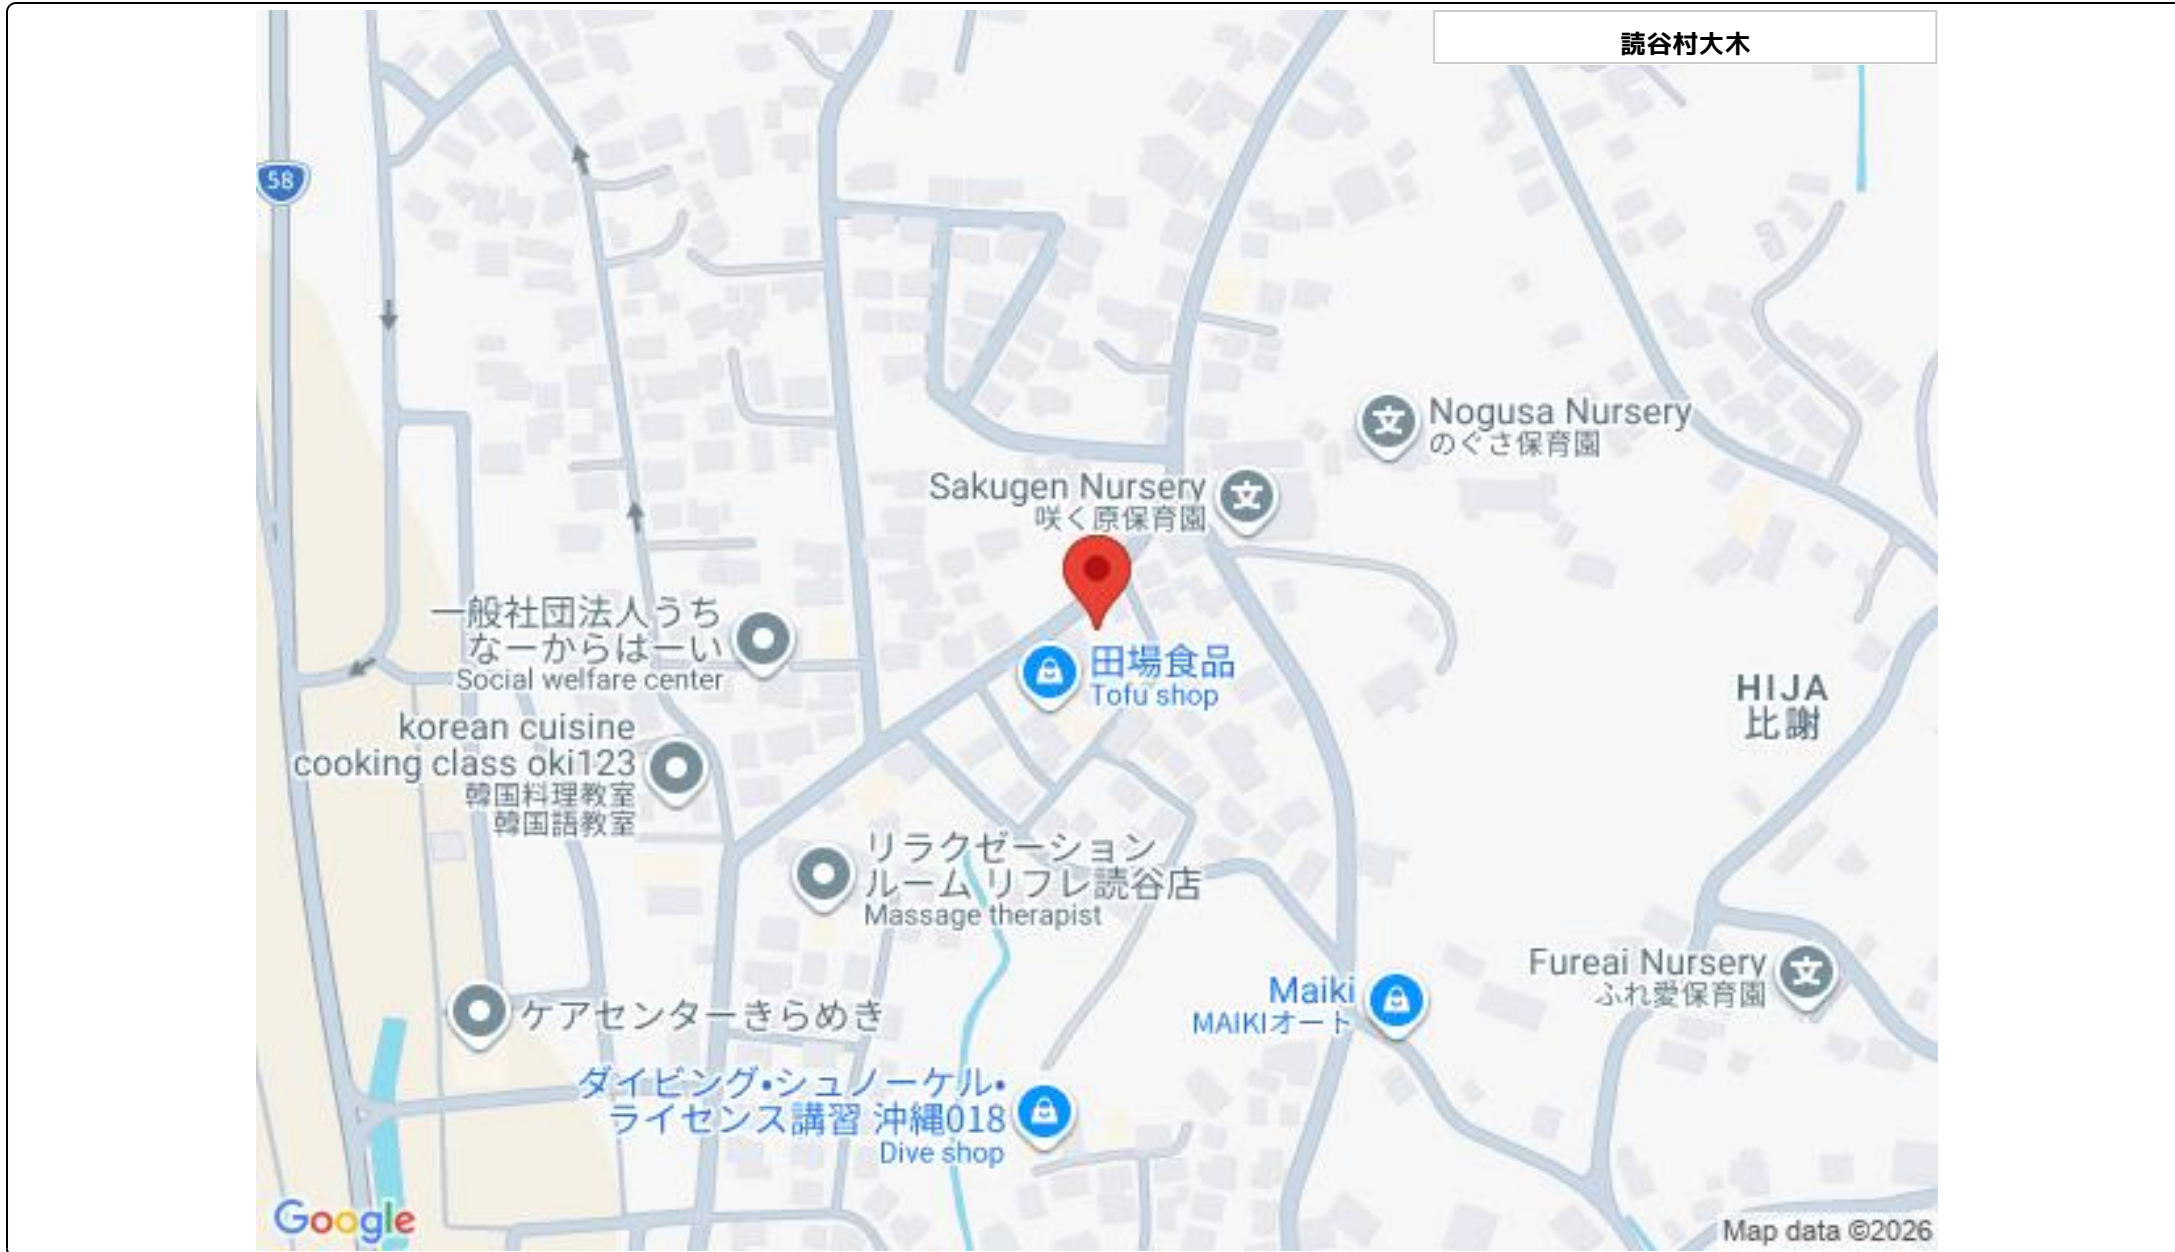 読谷村大木
58
Nogusa Nursery
のぐさ保育園
Sakugen Nursery
咲く原保育園
一般社団法人うち
なーからはーい
Social welfare center
田場食品
Tofu shop
HIJA
比謝
korean cuisine
cooking class oki123
韓国料理教室
韓国語教室
リラクゼーション
ルーム リフレ読谷店
Massage therapist
Fureai Nursery
ふれ愛保育園
Maiki
MAIKIオート
ケアセンターきらめき
ダイビング•シュノーケル•
ライセンス講習 沖縄018
Dive shop
Google
Map data ©2026